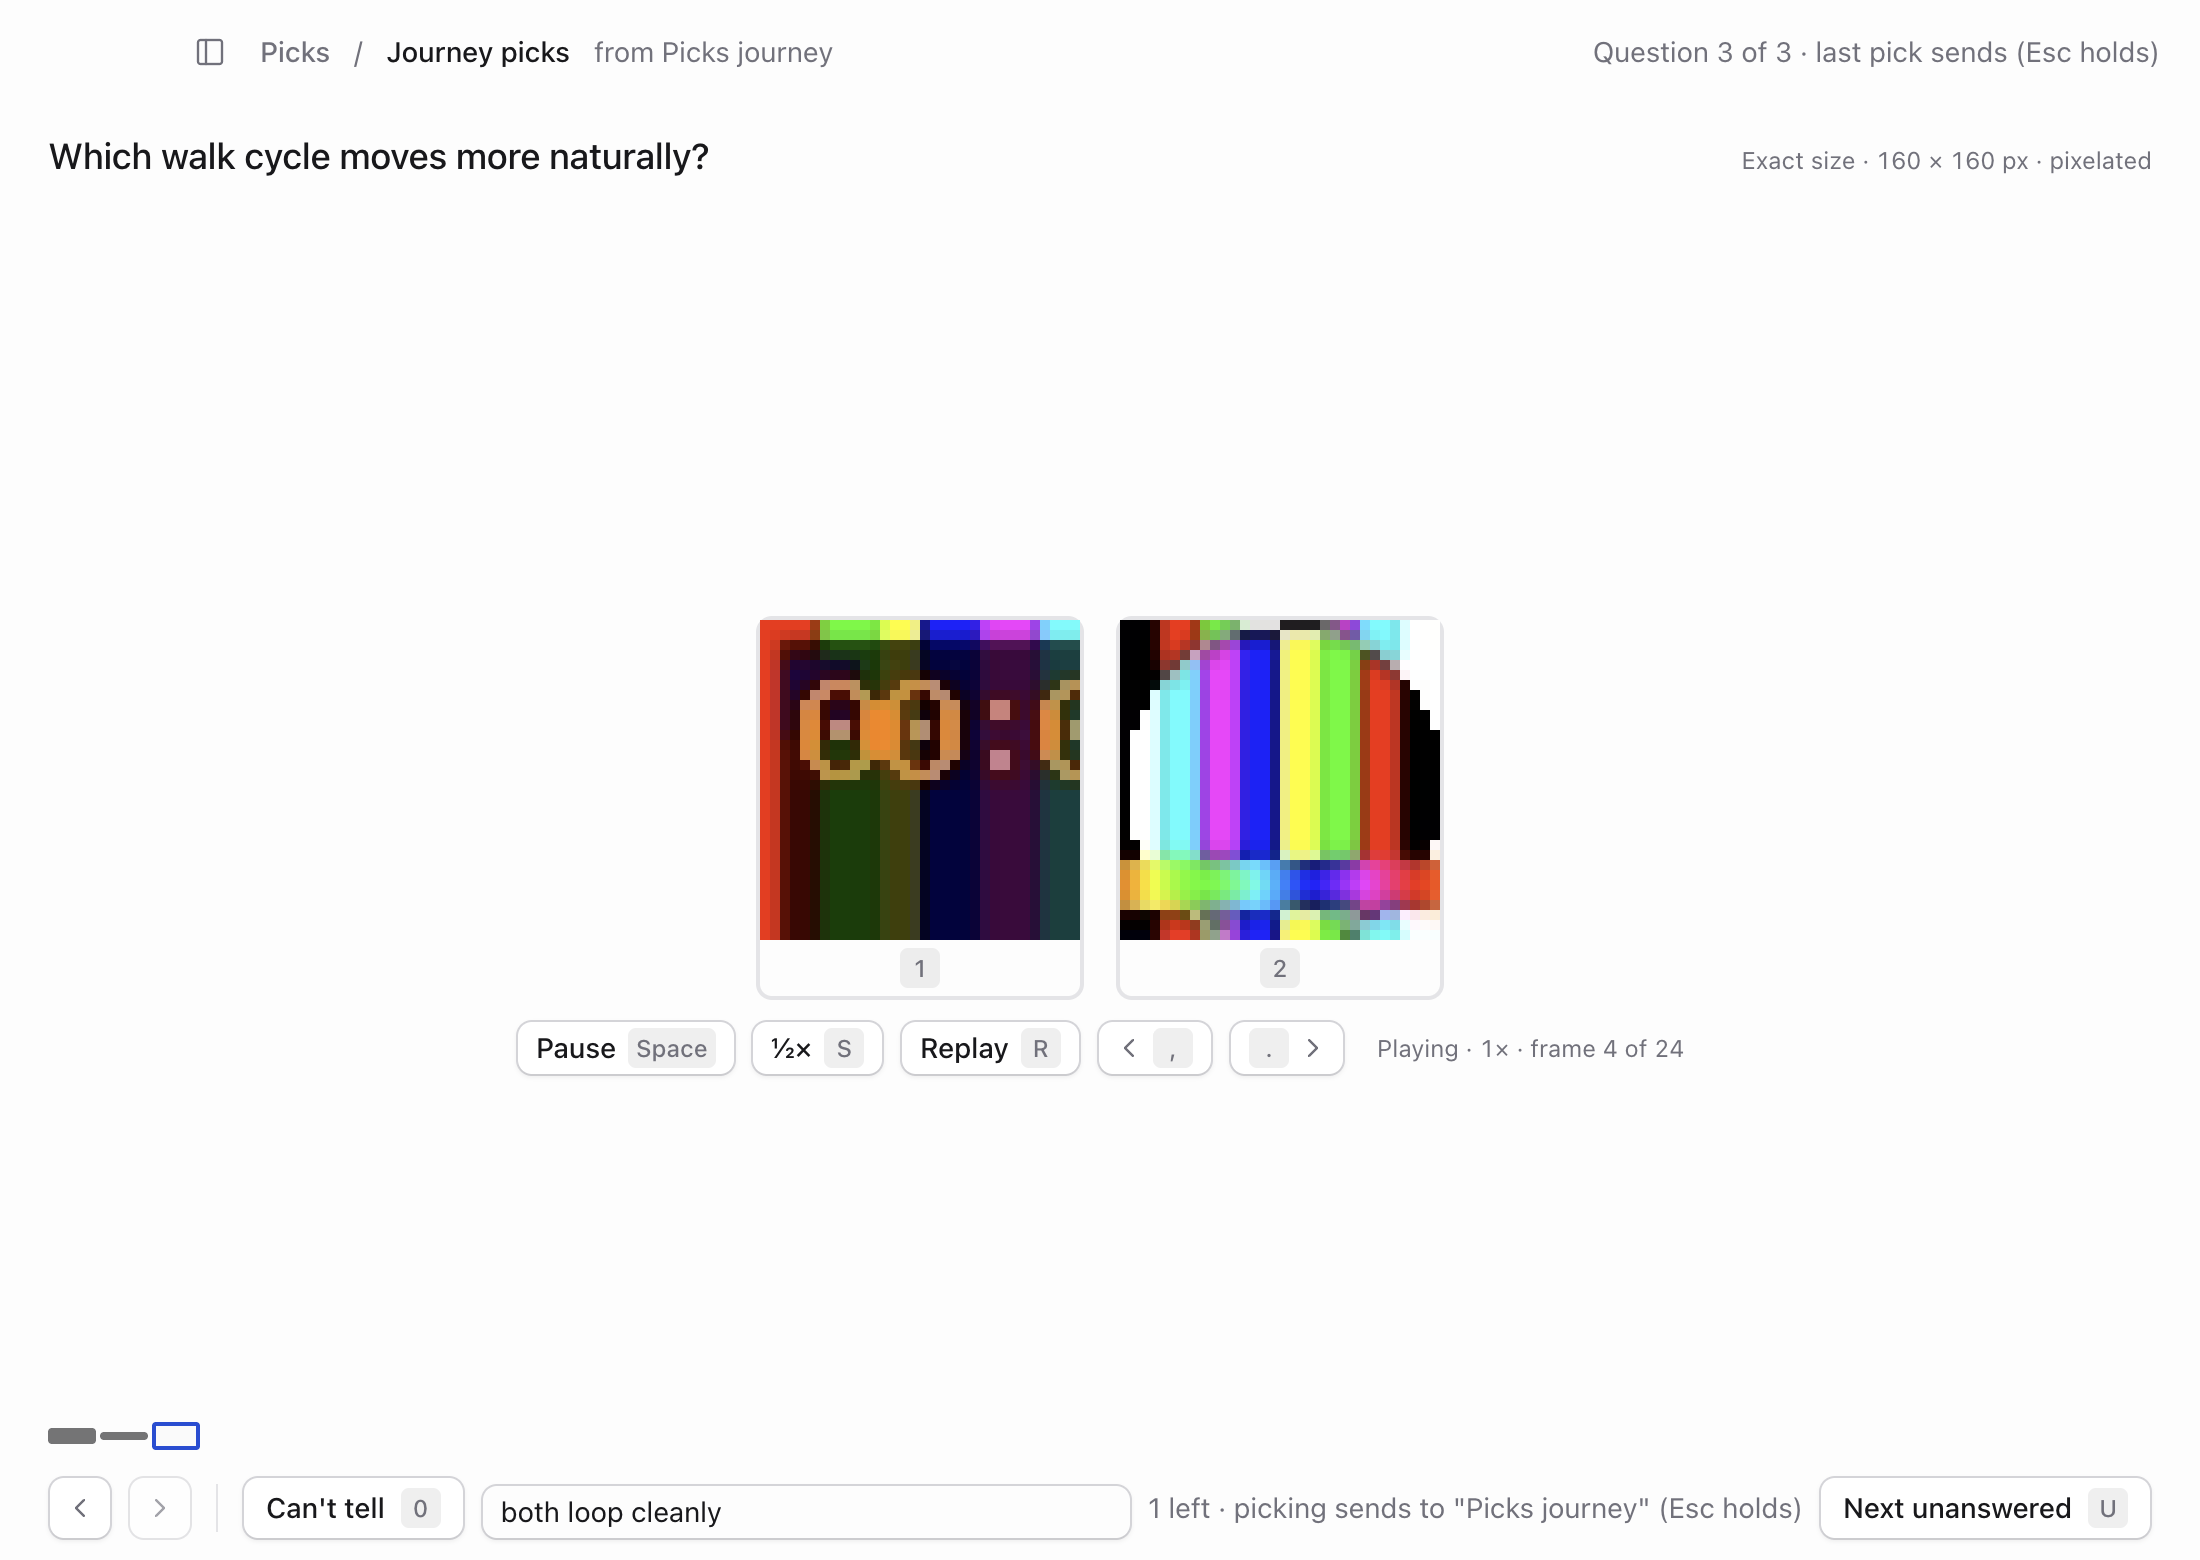 Picks / Journey picks from Picks journey
Question 3 of 3 · last pick sends (Esc holds)
Which walk cycle moves more naturally?
Exact size · 160 × 160 px · pixelated
00:0
1
2
Pause Space
½× S
Replay R
,
.
Playing · 1× · frame 4 of 24
Can't tell 0
both loop cleanly
1 left · picking sends to "Picks journey" (Esc holds)
Next unanswered U